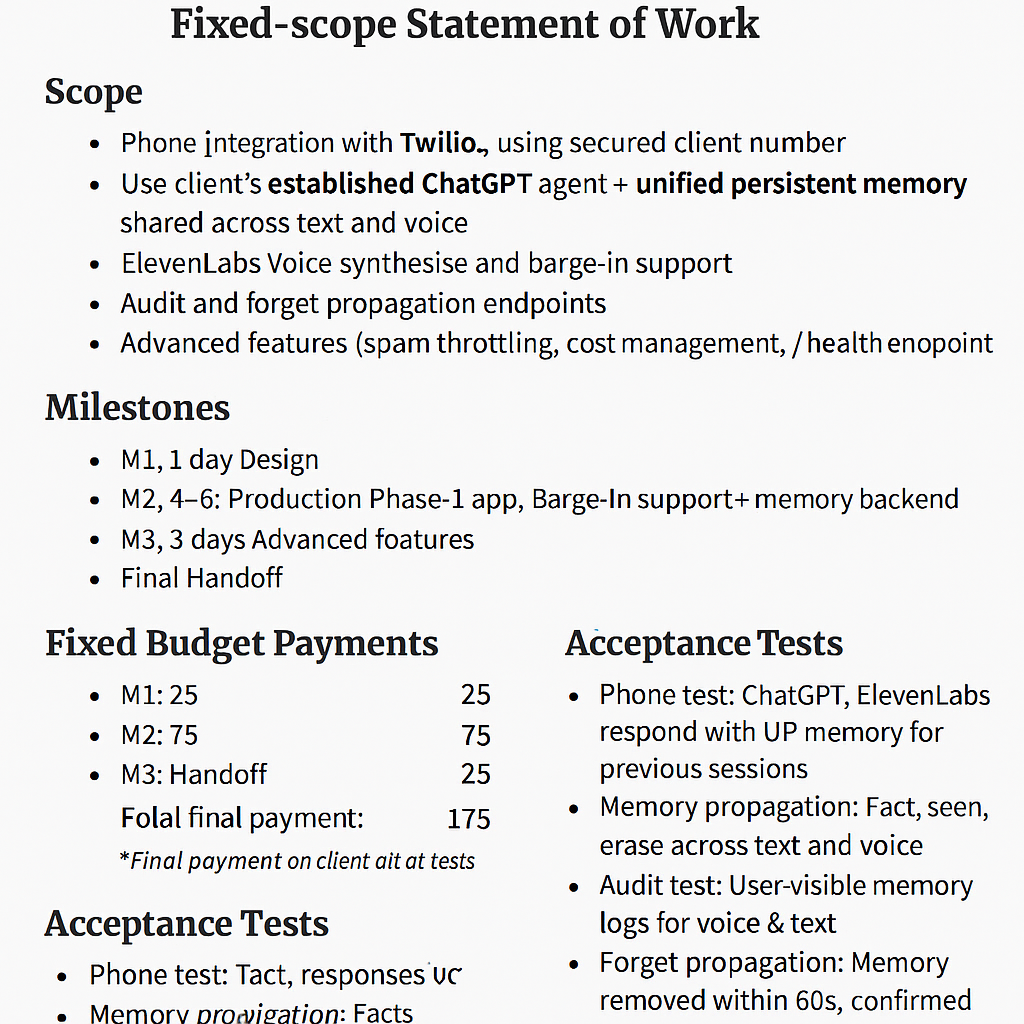 Fixed-scope Statement of Work
Scope
• Phone integration with Twilio., using secured client number
• Use client's established ChatGPT agent + unified persistent memory
shared across text and voice
• ElevenLabs Voice synthesise and barge-in support
• Audit and forget propagation endpoints
• Advanced features (spam throttling, cost management, /health enopoint
Milestones
• M1, 1 day Design
• M2, 4–6: Production Phase-1 app, Barge-In support+ memory backend
• M3, 3 days Advanced foatures
• Final Handoff
Fixed Budget Payments
• M1: 25 25
• M2: 75 75
• M3: Handoff 25
Folal final payment: 175
*Final payment on client ait at tests
Acceptance Tests
• Phone test: Tact, responses
• Memory propigation: Facts
Acceptance Tests
• Phone test: ChatGPT, ElevenLabs
respond with UP memory for
previous sessions
• Memory propagation: Fact, seen,
erase across text and voice
• Audit test: User-visible memory
logs for voice & text
• Forget propagation: Memory
removed within 60s, confirmed